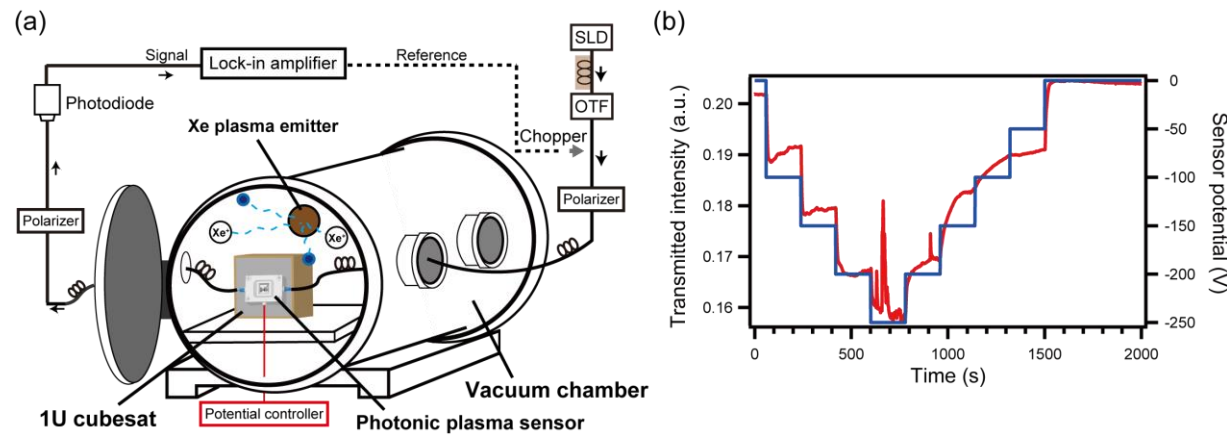 (a)
Signal
Lock-in amplifier
Reference
SLD
OTF
Photodiode
Xe plasma emitter
Chopper
Polarizer
Polarizer
Xe⁺
Xe⁺
Vacuum chamber
1U cubesat
Potential controller
Photonic plasma sensor
(b)
Transmitted intensity (a.u.)
0.20
0.19
0.18
0.17
0.16
0
-50
-100
-150
-200
-250
Sensor potential (V)
0
500
1000
1500
2000
Time (s)